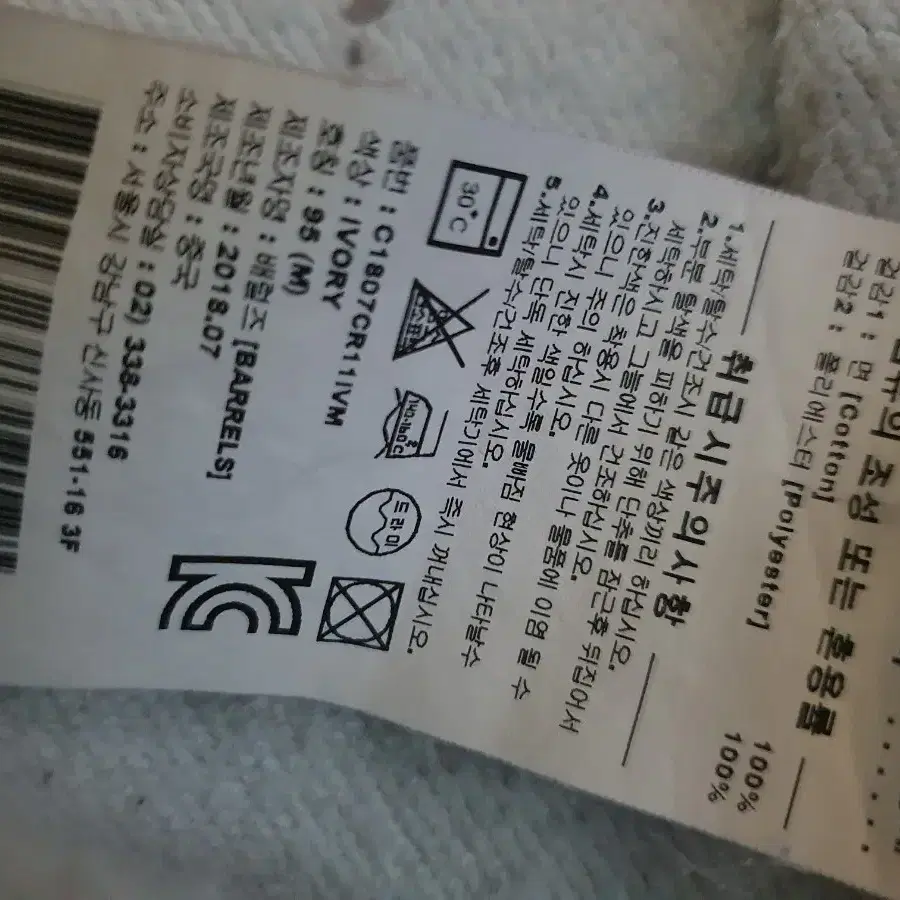 조성 또는 혼용률
겉감1 : 면 [Cotton] 100%
겉감2 : 폴리에스터 [Polyester] 100%
취급시주의사항
1.세탁탈수건조시 같은 색상끼리 하십시오.
2.부분 탈색을 피하기 위해 단추를 잠근후 뒤집어서
세탁하시고 그늘에서 건조하십시오.
3.진한색은 착용시 다른 옷이나 물품에 이염 될 수
있으니 주의 하십시오.
4.세탁시 진한 색일수록 물빠짐 현상이 나타날수
있으니 단독 세탁하십시오.
5.세탁탈수건조후 세탁기에서 즉시 꺼내십시오.
30°C
140-160°C
드라이
품번 : C1807CR11IVM
색상 : IVORY
호칭 : 95 (M)
제조자명 : 배럴즈 [BARRELS]
제조년월 : 2018.07
제조국명 : 중국
소비자상담실 : 02) 338-3316
주소 : 서울시 강남구 신사동 551-16 3F